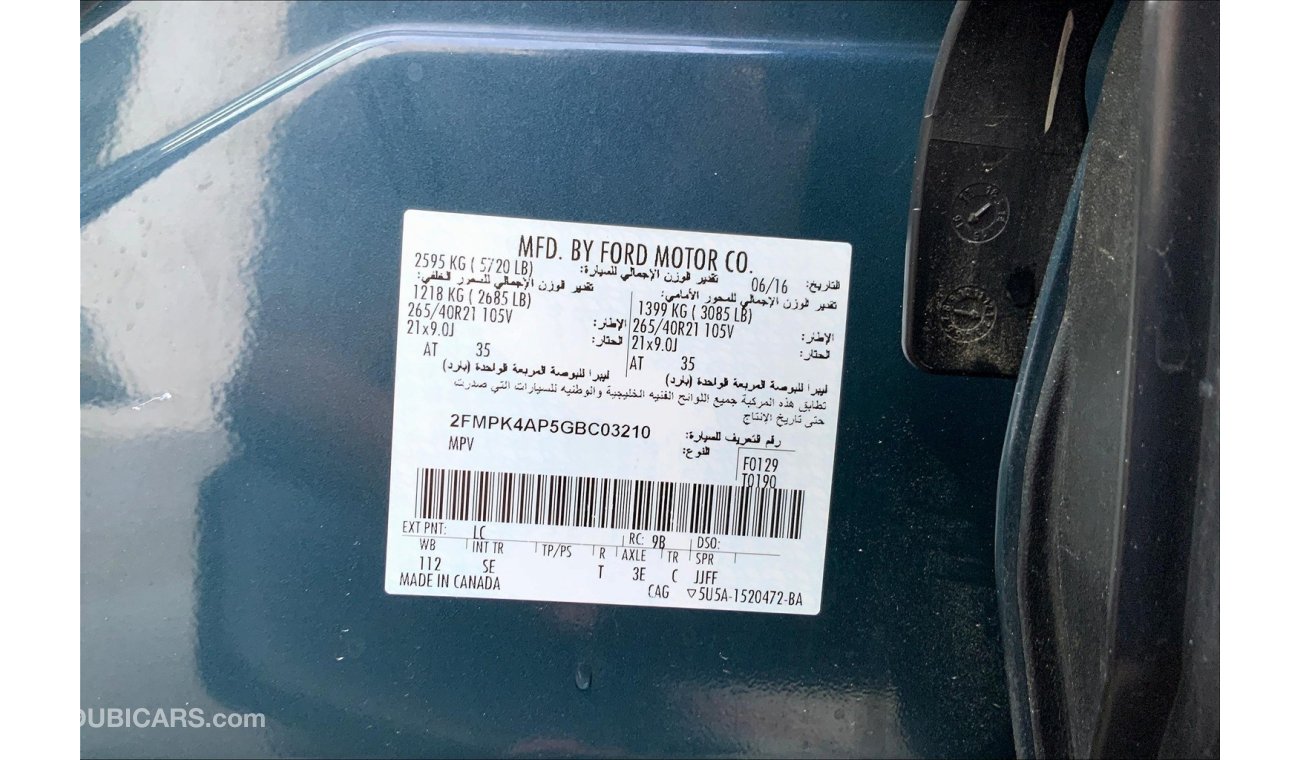 MFD. BY FORD MOTOR CO.
التاريخ: 06/16 تقدير الوزن الإجمالي للسيارة: 2595 KG ( 5720 LB)
تقدير الوزن الإجمالي للمحور الأمامي: تقدير الوزن الإجمالي للمحور الخلفي:
1399 KG ( 3085 LB) 1218 KG ( 2685 LB)
الإطار: 265/40R21 105V الإطار: 265/40R21 105V
الحتار: 21x9.0J الحتار: 21x9.0J
AT 35 AT 35
ليبرا للبوصة المربعة الواحدة (بارد) ليبرا للبوصة المربعة الواحدة (بارد)
تطابق هذه المركبة جميع اللوائح الفنيه الخليجية والوطنيه للسيارات التي صدرت
حتى تاريخ الإنتاج
رقم التعريف للسيارة: 2FMPK4AP5GBC03210
النوع: MPV
F0129
T0190
EXT PNT: LC RC: 9B DSO:
WB INT TR TP/PS R AXLE TR SPR
112 SE T 3E C JJFF
MADE IN CANADA CAG ▽5U5A-1520472-BA
DUBICARS.com